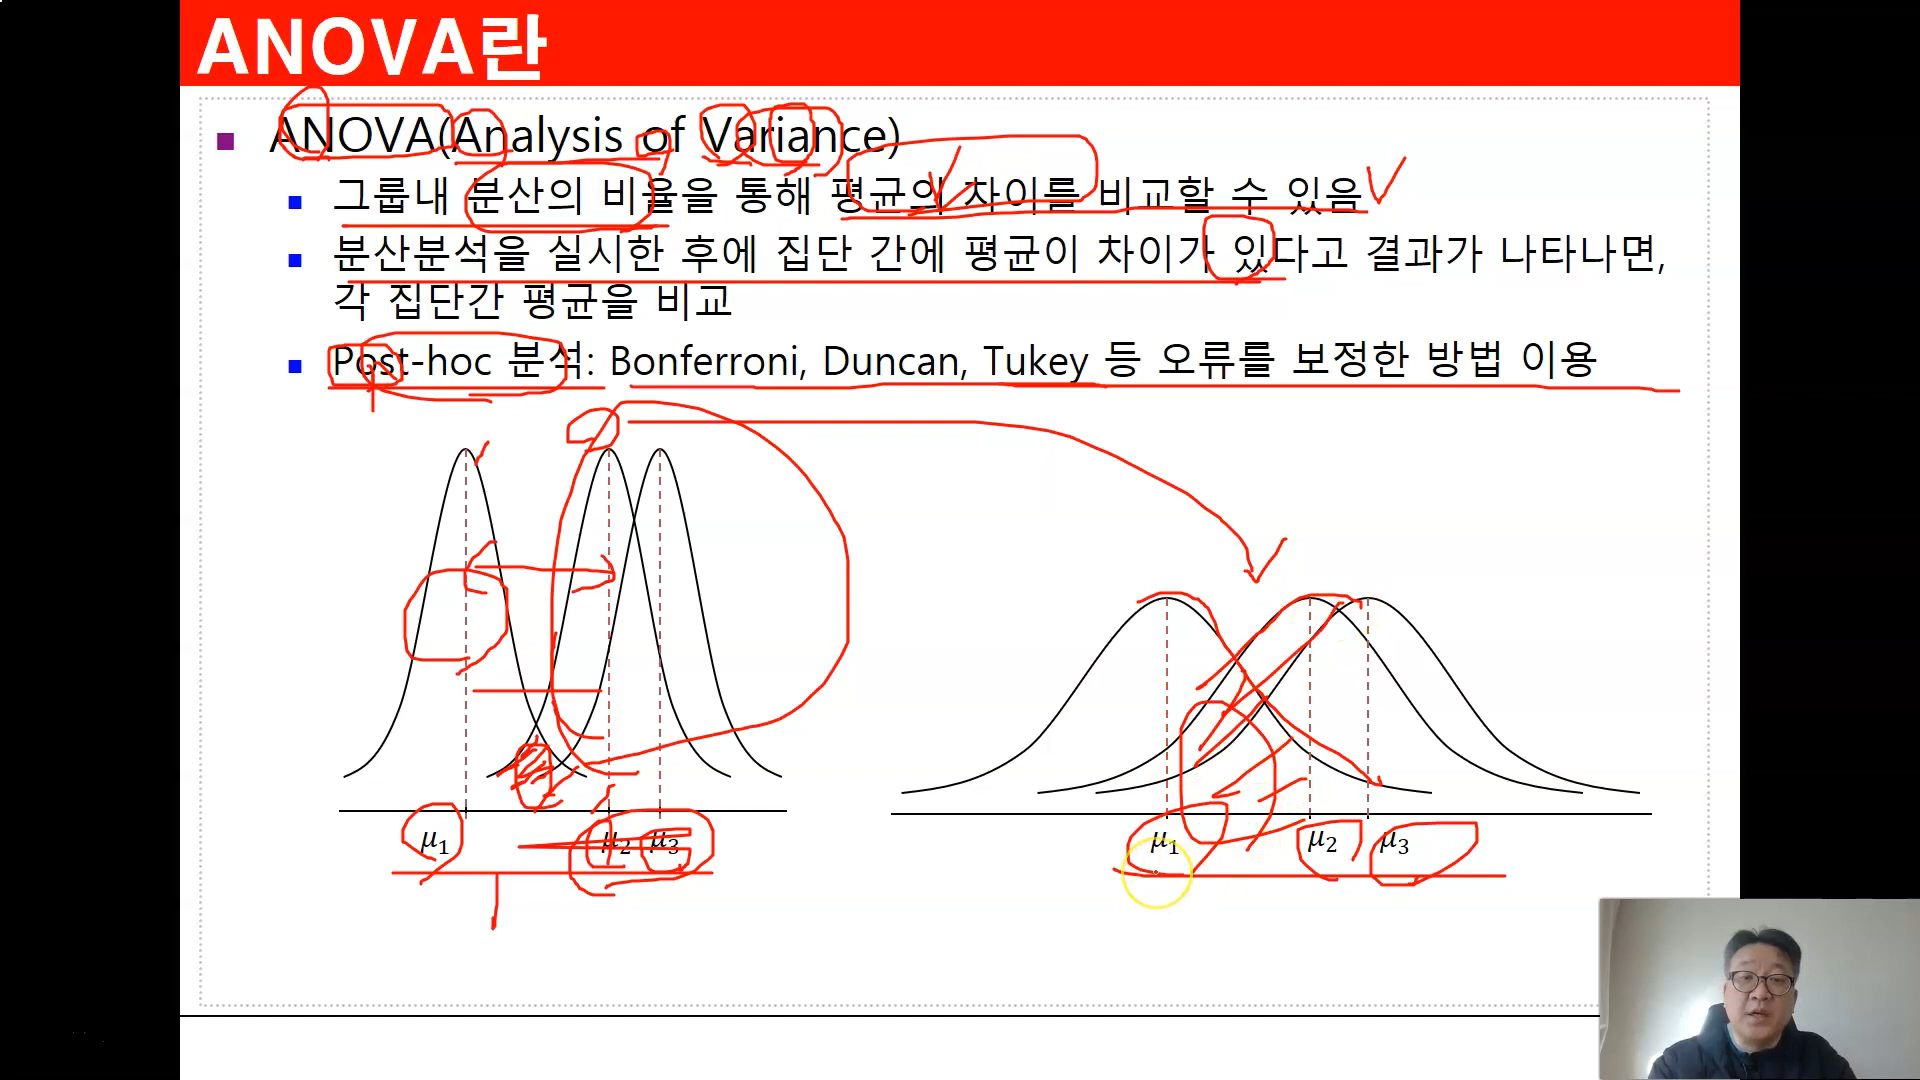 ANOVA란
ANOVA(Analysis of Variance)
그룹내 분산의 비율을 통해 평균의 차이를 비교할 수 있음
분산분석을 실시한 후에 집단 간에 평균이 차이가 있다고 결과가 나타나면,
각 집단간 평균을 비교
Post-hoc 분석: Bonferroni, Duncan, Tukey 등 오류를 보정한 방법 이용
μ1 μ2 μ3 μ1 μ2 μ3